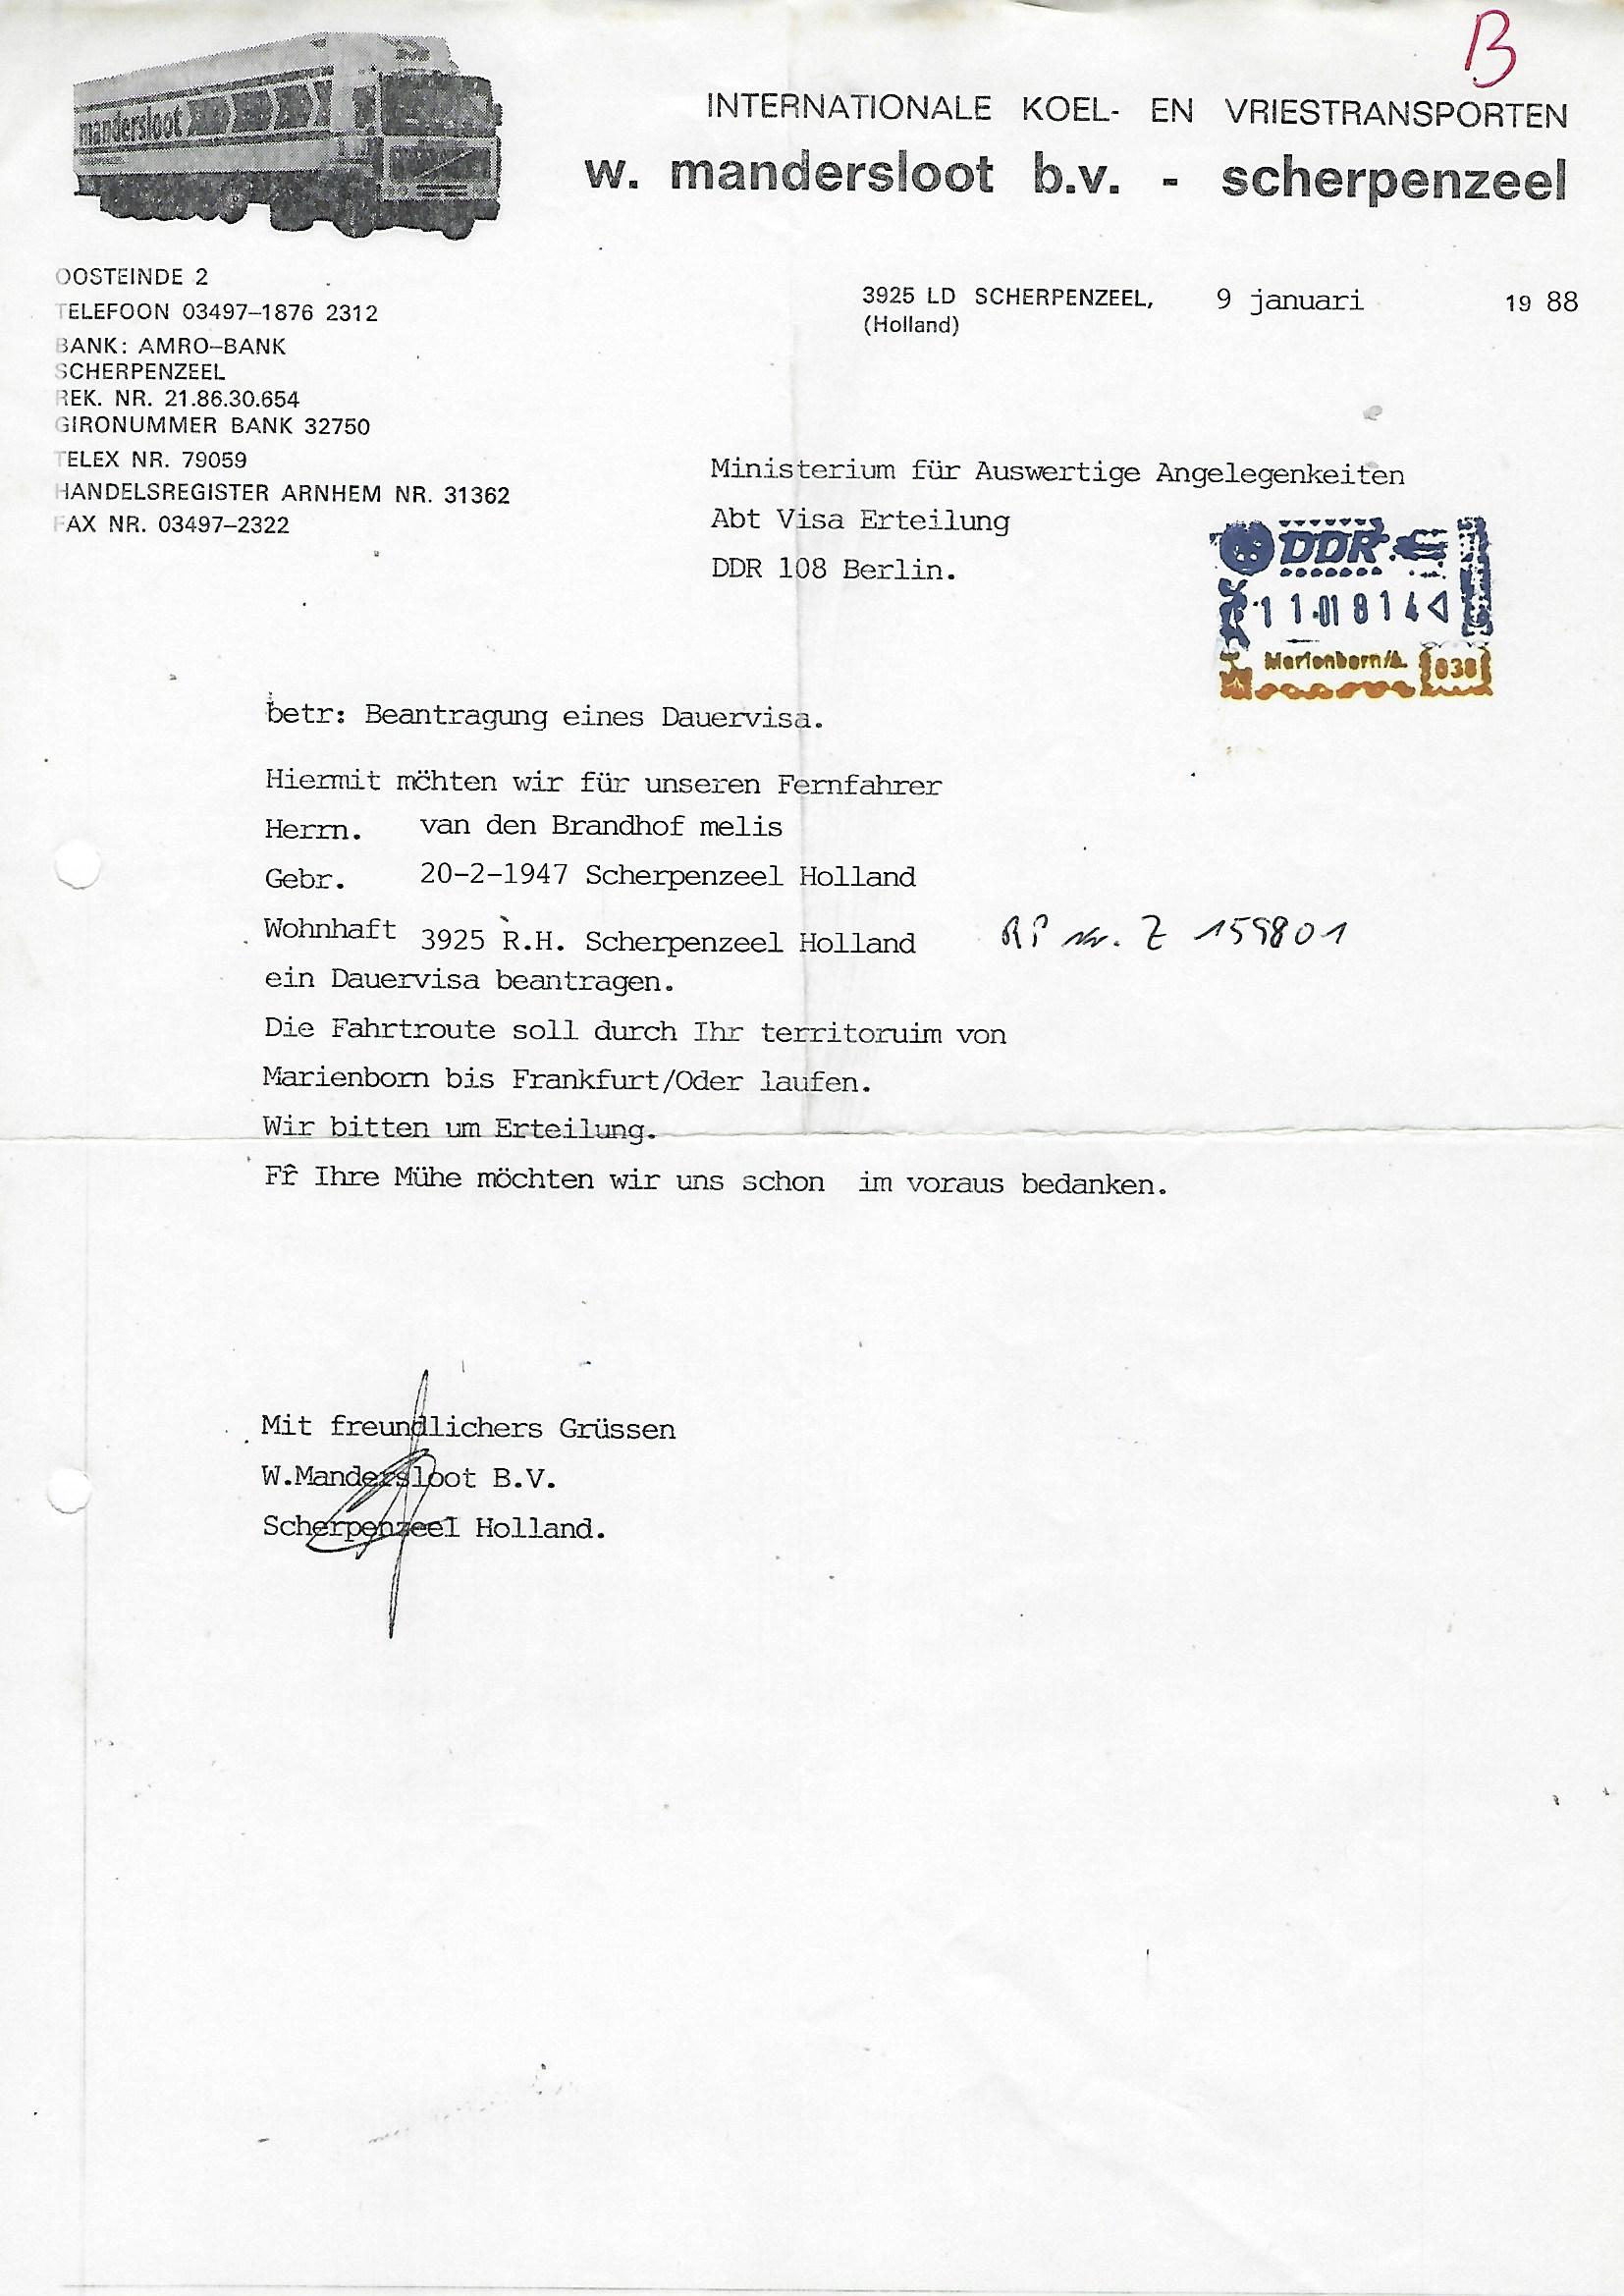 B
mandersloot
INTERNATIONALE KOEL- EN VRIESTRANSPORTEN
w. mandersloot b.v. - scherpenzeel
OOSTEINDE 2
TELEFOON 03497-1876 2312
BANK: AMRO-BANK
SCHERPENZEEL
REK. NR. 21.86.30.654
GIRONUMMER BANK 32750
TELEX NR. 79059
HANDELSREGISTER ARNHEM NR. 31362
FAX NR. 03497-2322
3925 LD SCHERPENZEEL, 9 januari 19 88
(Holland)
Ministerium für Auswertige Angelegenkeiten
Abt Visa Erteilung
DDR 108 Berlin.
DDR
11.01 8 14
Marienborn/A. 038
betr: Beantragung eines Dauervisa.
Hiermit möhten wir für unseren Fernfahrer
Herrn. van den Brandhof melis
Gebr. 20-2-1947 Scherpenzeel Holland
Wohnhaft 3925 R.H. Scherpenzeel Holland RP nr. Z 159801
ein Dauervisa beantragen.
Die Fahrtroute soll durch Ihr territoruim von
Marienborn bis Frankfurt/Oder laufen.
Wir bitten um Erteilung.
Fr̂ Ihre Mühe möchten wir uns schon im voraus bedanken.
Mit freundlichers Grüssen
W.Mandersloot B.V.
Scherpenzeel Holland.